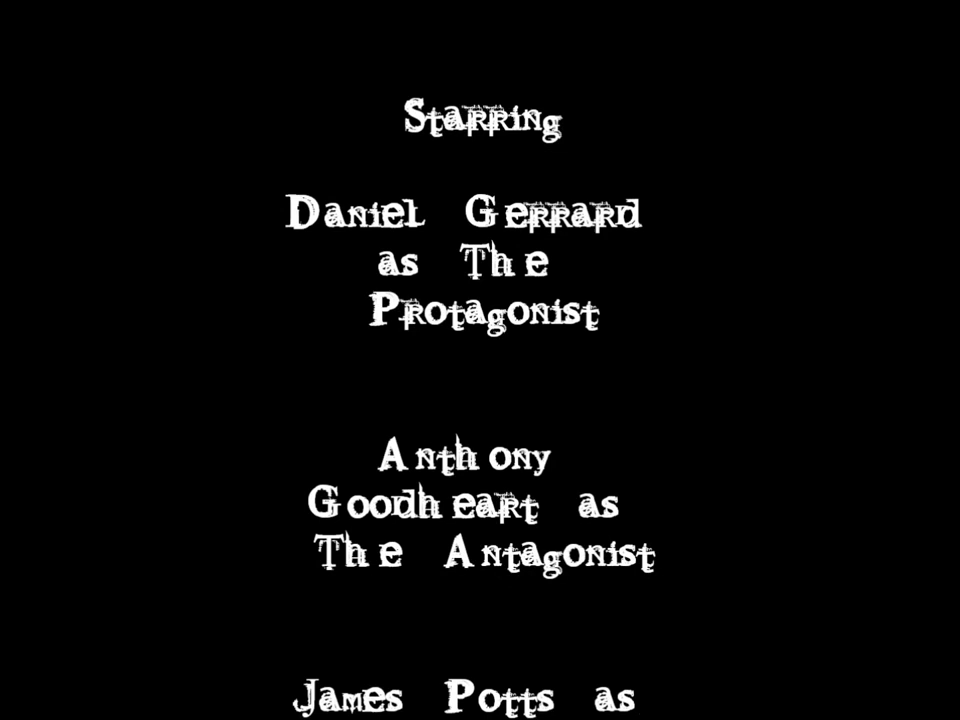 Starring
Daniel Gerrard
as The
Protagonist
Anthony
Goodheart as
The Antagonist
James Potts as